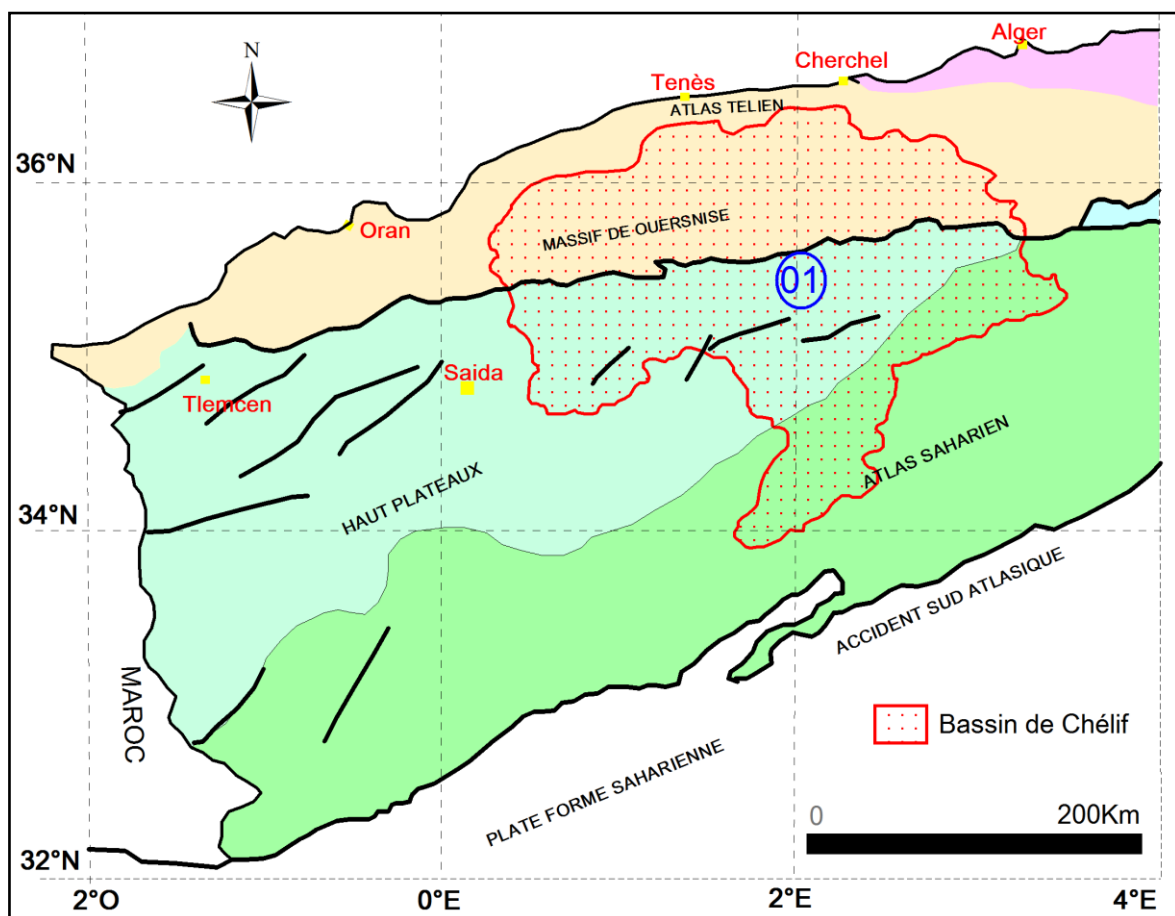 Alger
N
Cherchel
Tenès
ATLAS TELIEN
36°N
Oran
MASSIF DE OUERSNISE
01
Saida
Tlemcen
ATLAS SAHARIEN
HAUT PLATEAUX
34°N
ACCIDENT SUD ATLASIQUE
MAROC
Bassin de Chélif
PLATE FORME SAHARIENNE
0
200Km
32°N
2°O
0°E
2°E
4°E